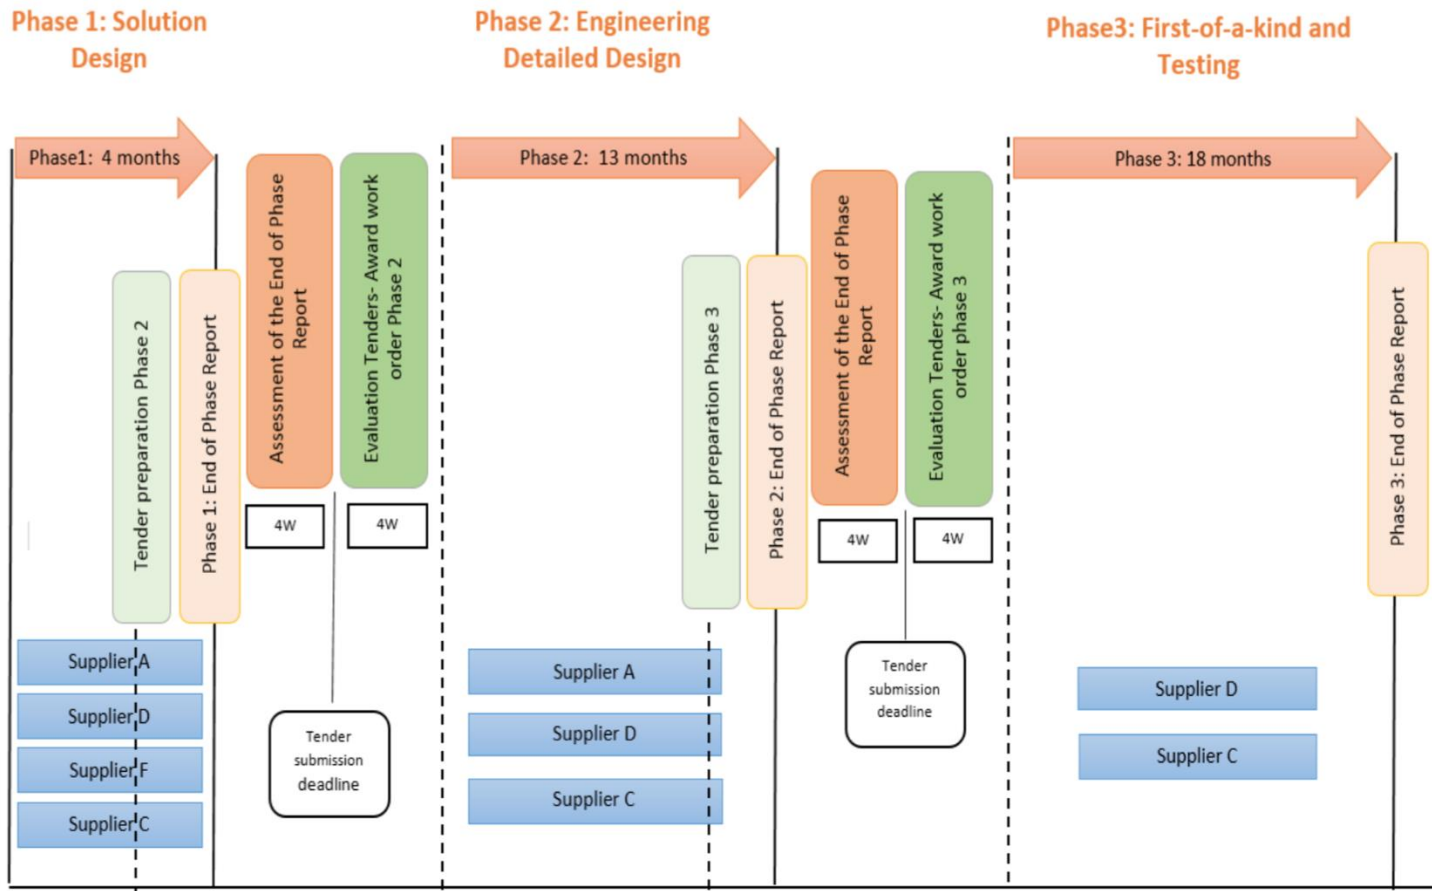 Phase 1: Solution
Design
Phase 2: Engineering
Detailed Design
Phase3: First-of-a-kind and
Testing
Phase1: 4 months
Phase 2: 13 months
Phase 3: 18 months
Tender preparation Phase 2
Phase 1: End of Phase Report
Assessment of the End of Phase
Report
Evaluation Tenders- Award work
order Phase 2
4W
4W
Tender
submission
deadline
Supplier A
Supplier D
Supplier F
Supplier C
Tender preparation Phase 3
Phase 2: End of Phase Report
Assessment of the End of Phase
Report
Evaluation Tenders- Award work
order phase 3
4W
4W
Tender
submission
deadline
Supplier A
Supplier D
Supplier C
Phase 3: End of Phase Report
Supplier D
Supplier C